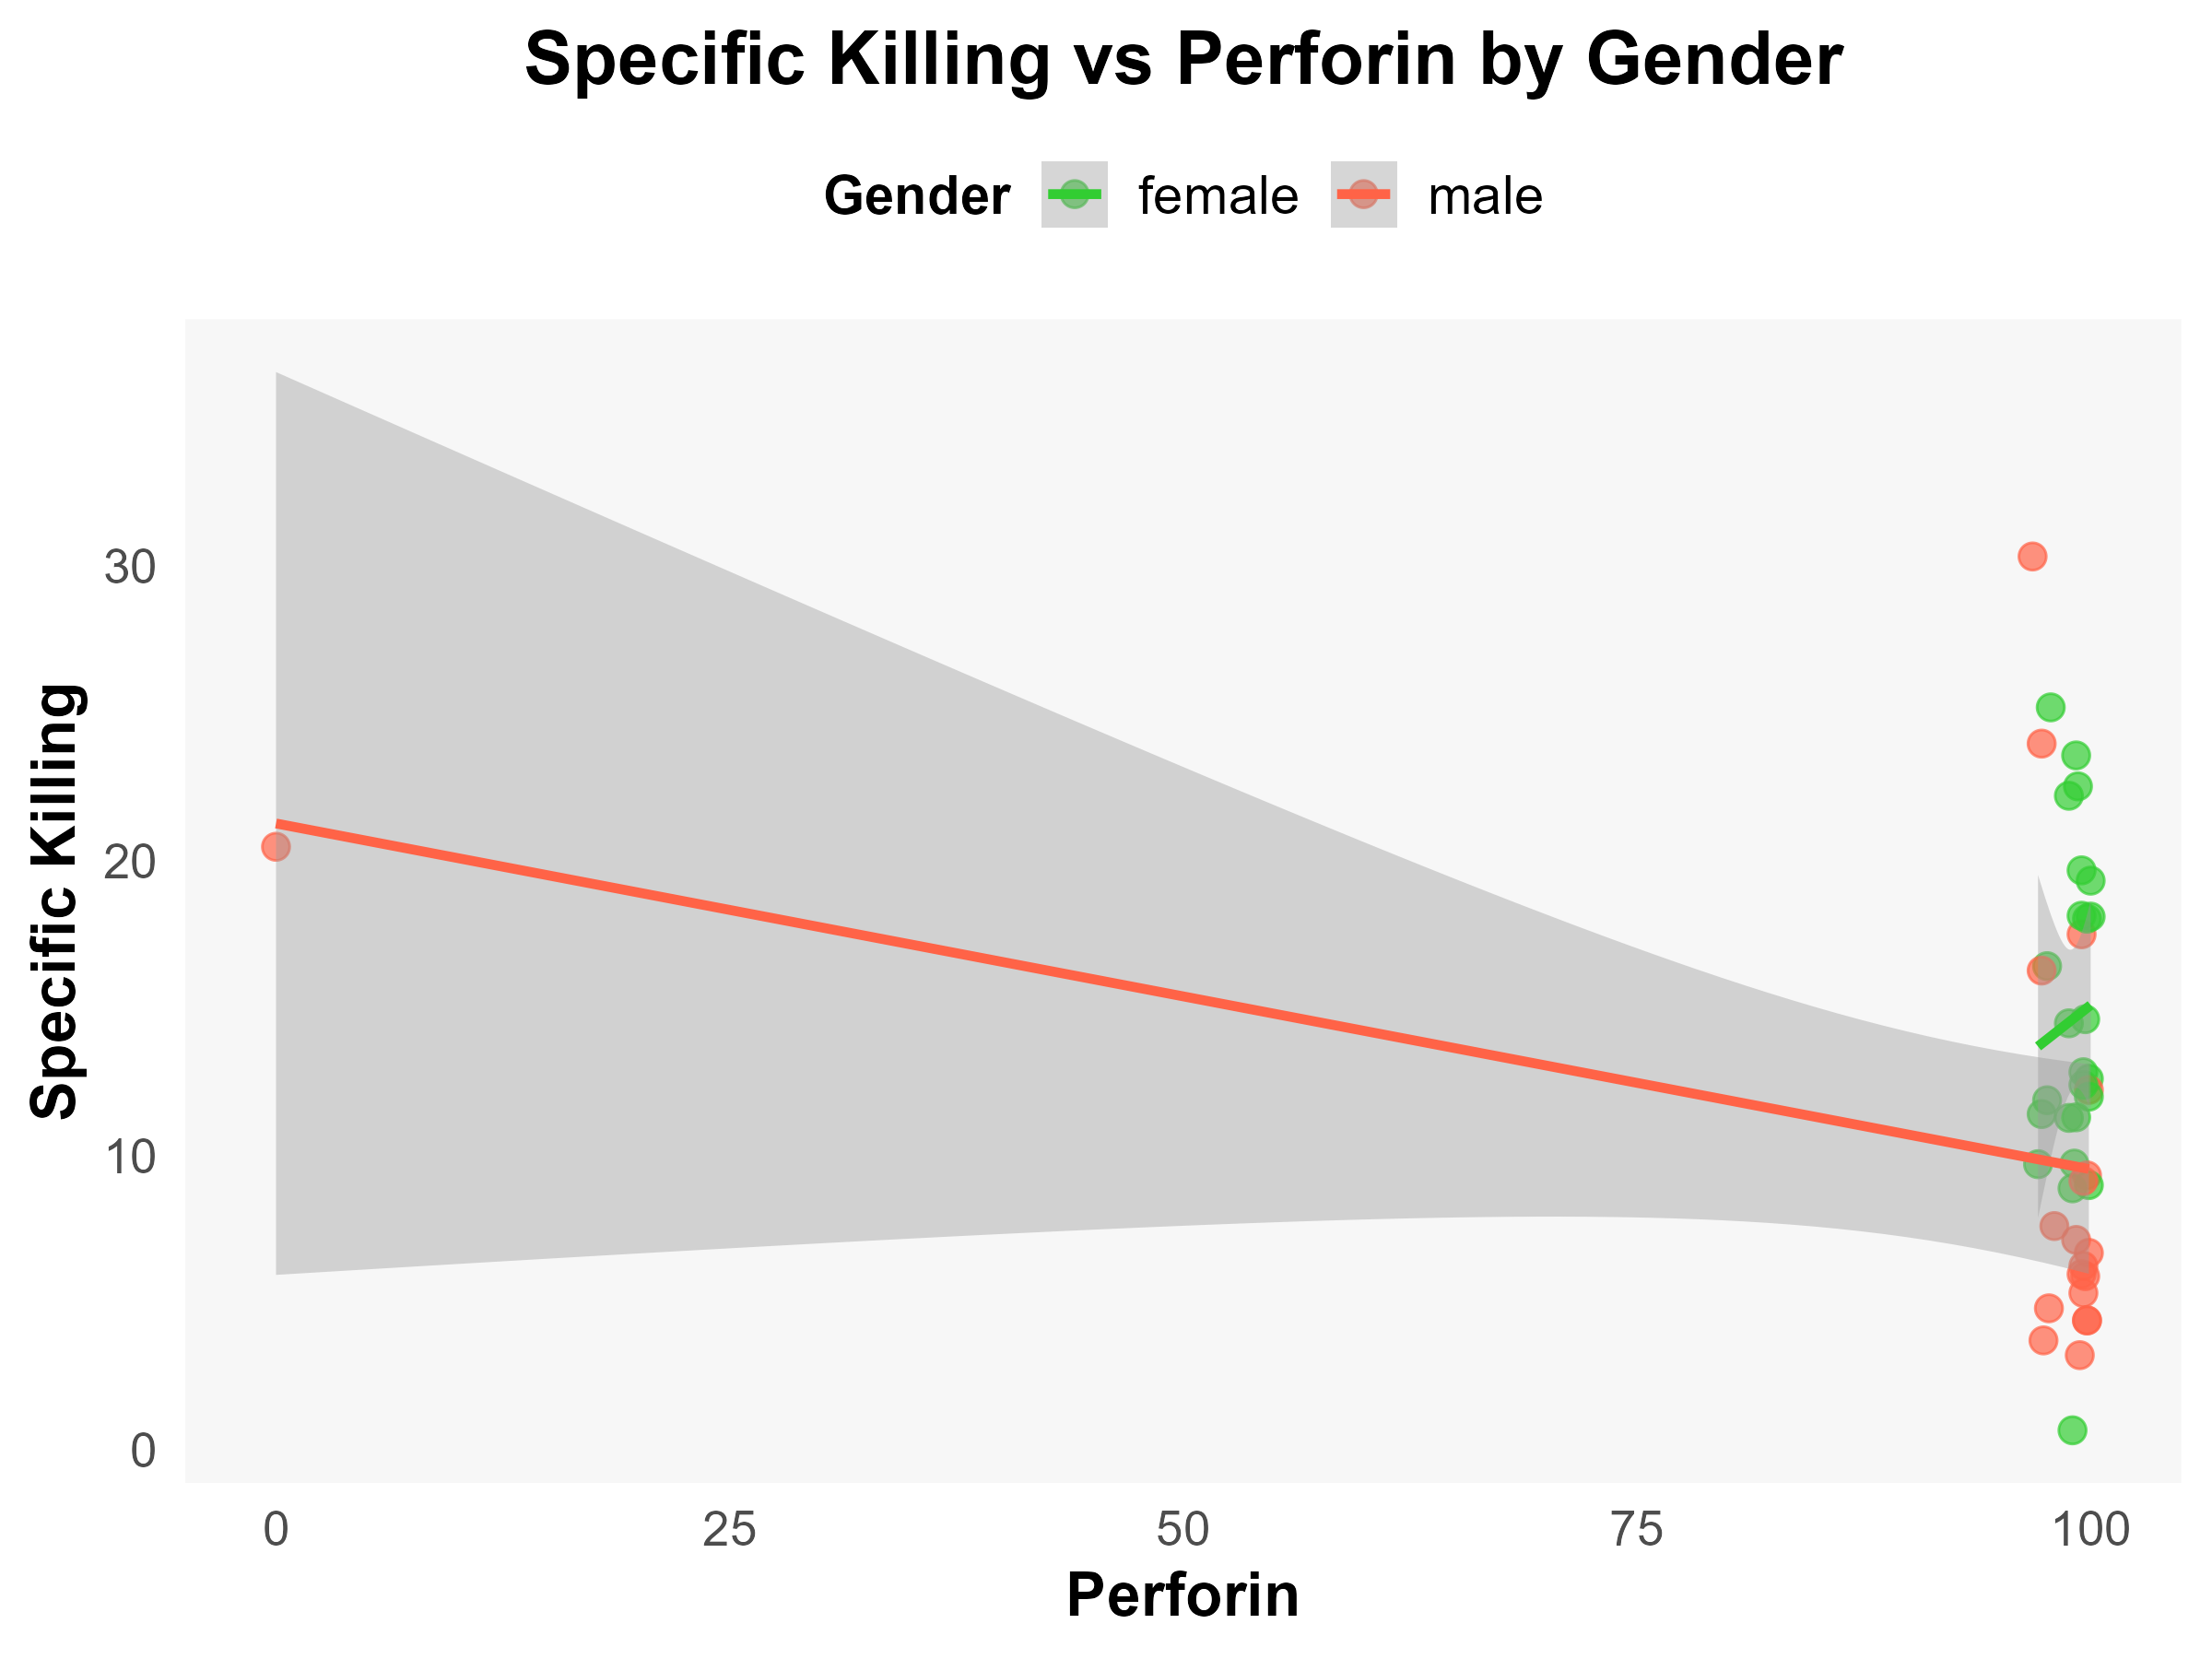 Specific Killing vs Perforin by Gender
Gender female male
Specific Killing
30
20
10
0
0 25 50 75 100
Perforin